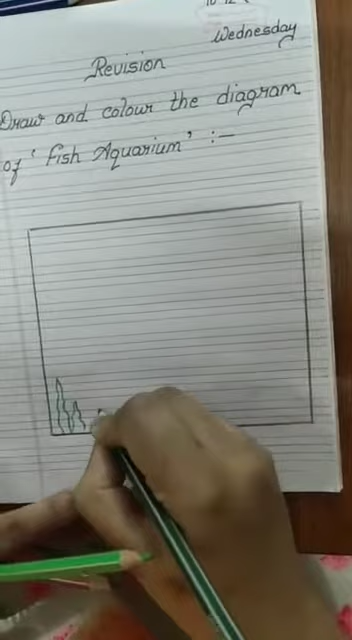 Wednesday
Revision
Draw and colour the diagram
of 'Fish Aquarium' :-